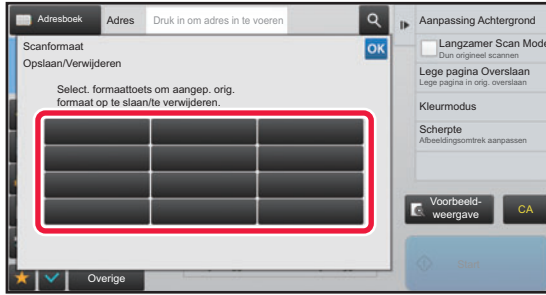 Adresboek
Adres
Druk in om adres in te voeren
Scanformaat
OK
Opslaan/Verwijderen
Select. formaattoets om aangep. orig.
formaat op te slaan/te verwijderen.
Overige
Aanpassing Achtergrond
Langzamer Scan Mode
Dun origineel scannen
Lege pagina Overslaan
Lege pagina in orig. overslaan
Kleurmodus
Scherpte
Afbeeldingsomtrek aanpassen
Voorbeeld-
weergave
CA
Start